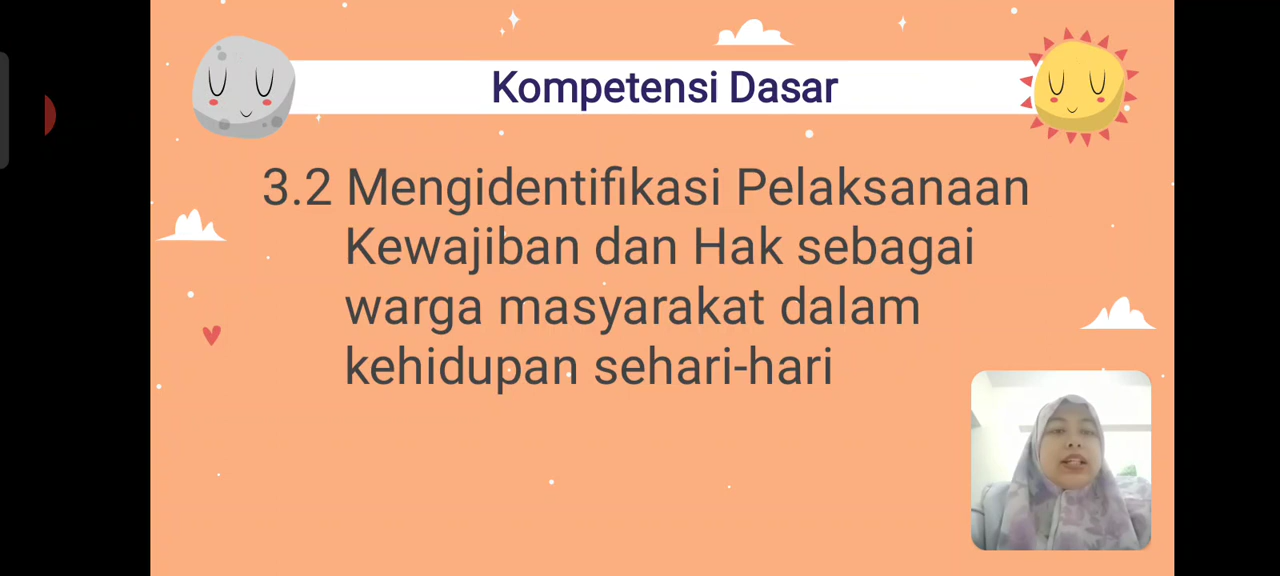 Kompetensi Dasar
3.2 Mengidentifikasi Pelaksanaan
Kewajiban dan Hak sebagai
warga masyarakat dalam
kehidupan sehari-hari